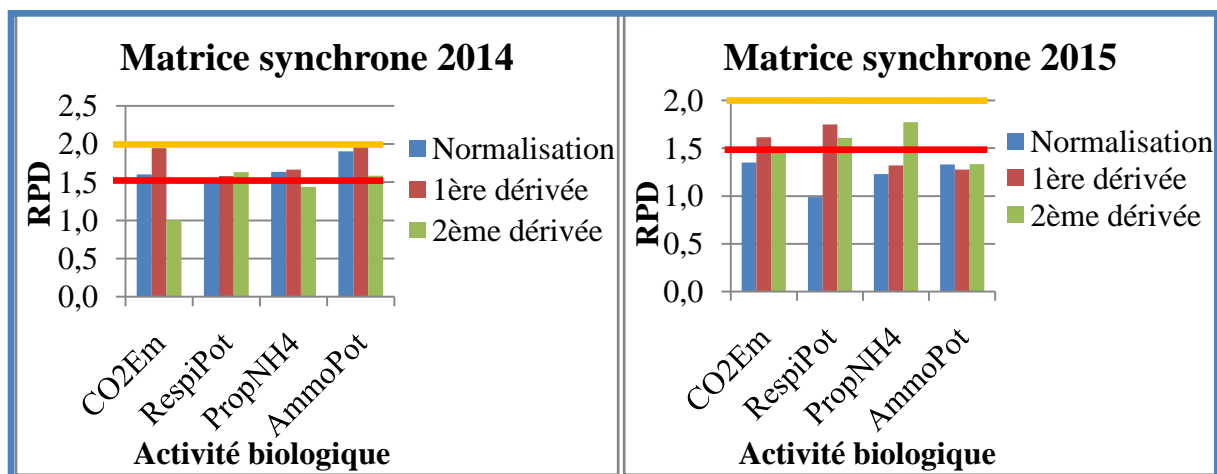 Matrice synchrone 2014
2,5
2,0
1,5
1,0
0,5
0,0
RPD
CO2Em
RespiPot
PropNH4
AmmoPot
Activité biologique
Normalisation
1ère dérivée
2ème dérivée
Matrice synchrone 2015
2,0
1,5
1,0
0,5
0,0
RPD
CO2Em
RespiPot
PropNH4
AmmoPot
Activité biologique
Normalisation
1ère dérivée
2ème dérivée